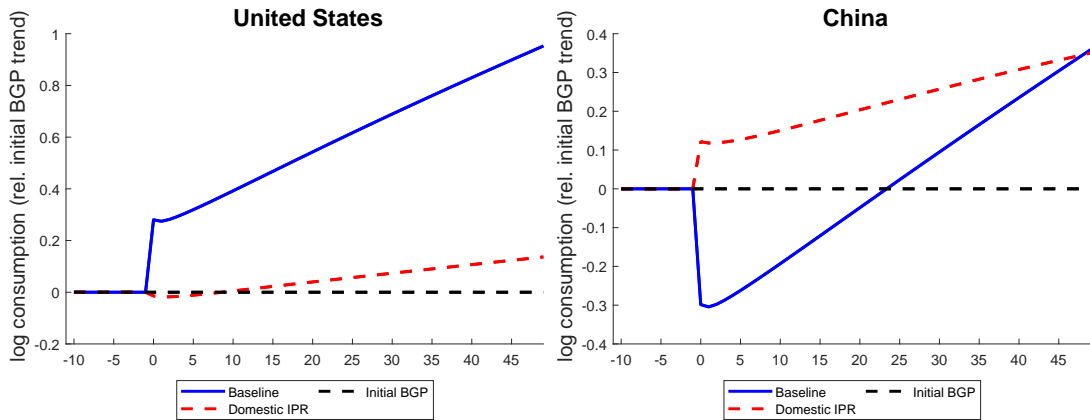 United States
log consumption (rel. initial BGP trend)
1
0.8
0.6
0.4
0.2
0
-0.2
-10 -5 0 5 10 15 20 25 30 35 40 45
Baseline
Initial BGP
Domestic IPR
China
log consumption (rel. initial BGP trend)
0.4
0.3
0.2
0.1
0
-0.1
-0.2
-0.3
-0.4
-10 -5 0 5 10 15 20 25 30 35 40 45
Baseline
Initial BGP
Domestic IPR